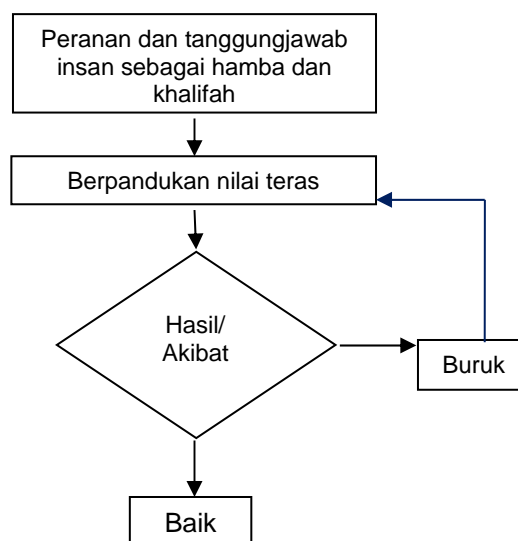 Peranan dan tanggungjawab
insan sebagai hamba dan
khalifah
Berpandukan nilai teras
Hasil/
Akibat
Buruk
Baik